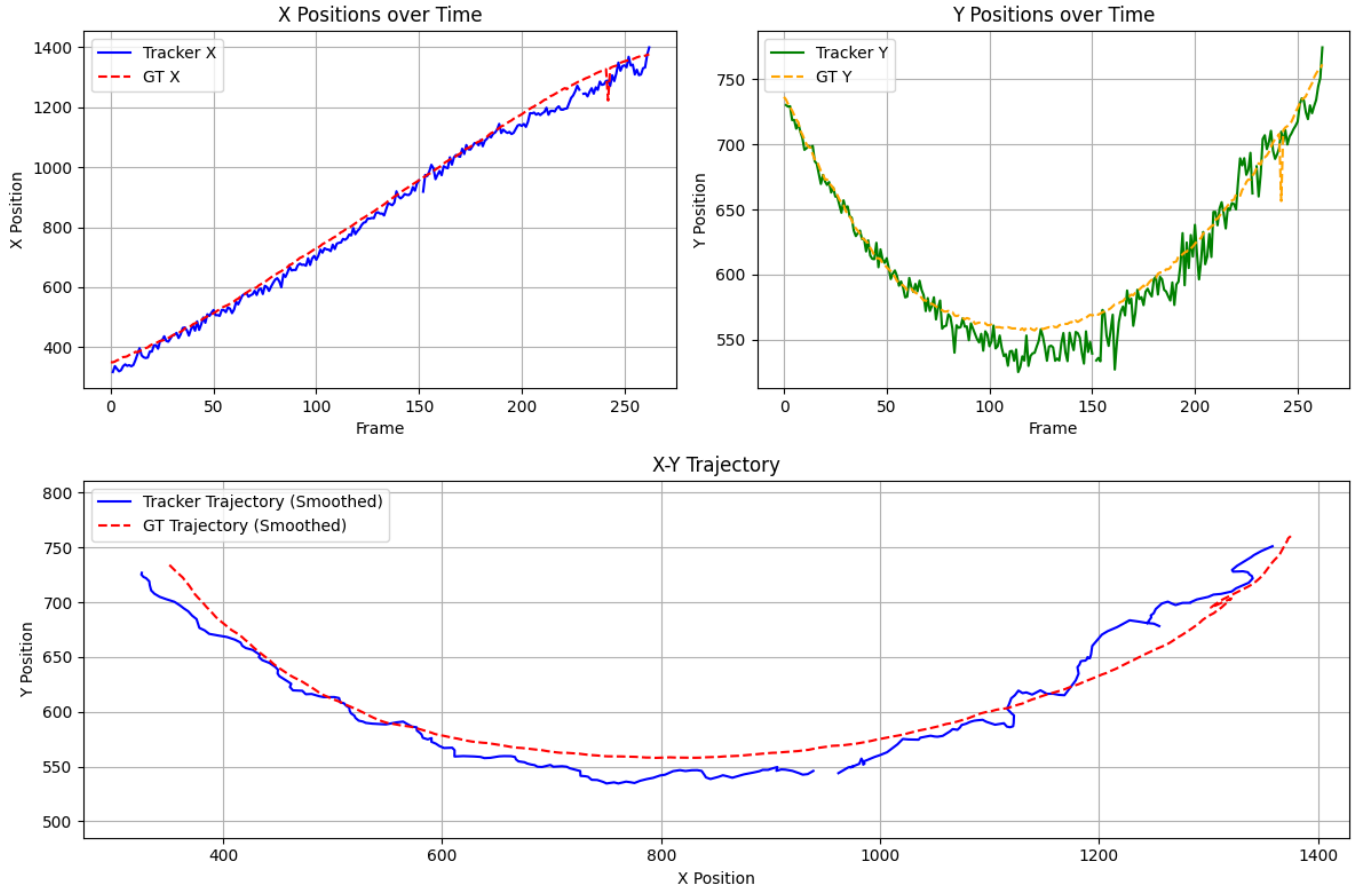 X Positions over Time
Tracker X
GT X
1400
1200
1000
800
600
400
0
50
100
150
200
250
X Position
Frame
Y Positions over Time
Tracker Y
GT Y
750
700
650
600
550
0
50
100
150
200
250
Y Position
Frame
X-Y Trajectory
Tracker Trajectory (Smoothed)
GT Trajectory (Smoothed)
800
750
700
650
600
550
500
400
600
800
1000
1200
1400
Y Position
X Position